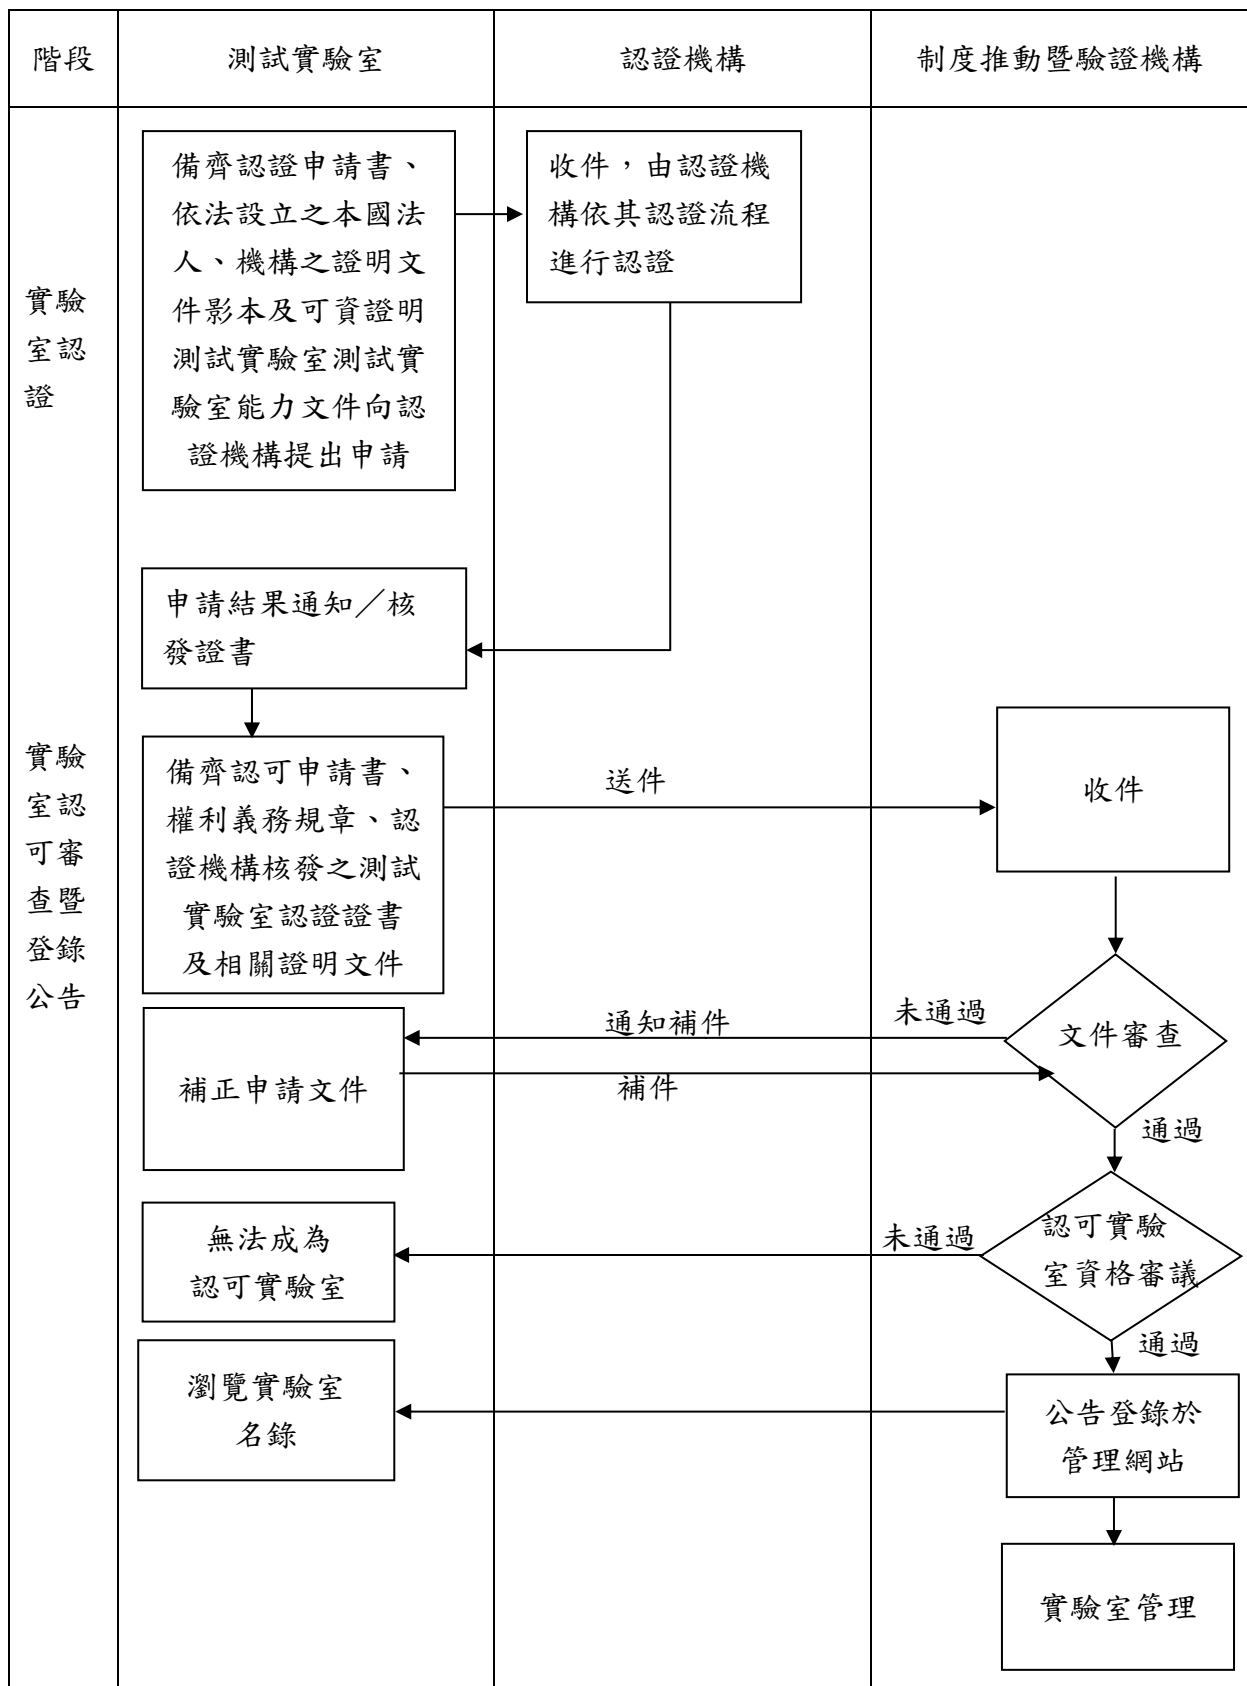 階段
測試實驗室
認證機構
制度推動暨驗證機構
實驗
室認
證
備齊認證申請書、
依法設立之本國法
人、機構之證明文
件影本及可資證明
測試實驗室測試實
驗室能力文件向認
證機構提出申請
收件，由認證機
構依其認證流程
進行認證
申請結果通知／核
發證書
實驗
室認
可審
查暨
登錄
公告
備齊認可申請書、
權利義務規章、認
證機構核發之測試
實驗室認證證書
及相關證明文件
送件
收件
文件審查
未通過
通知補件
補正申請文件
補件
通過
認可實驗
室資格審議
未通過
無法成為
認可實驗室
通過
公告登錄於
管理網站
瀏覽實驗室
名錄
實驗室管理